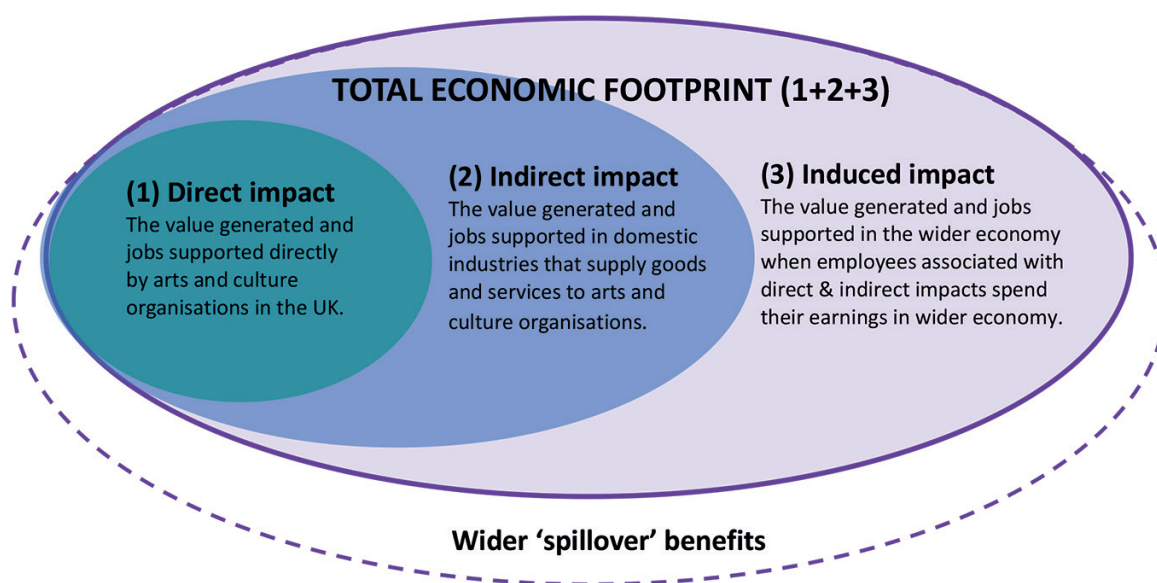 TOTAL ECONOMIC FOOTPRINT (1+2+3)
(1) Direct impact
The value generated and
jobs supported directly
by arts and culture
organisations in the UK.
(2) Indirect impact
The value generated and
jobs supported in domestic
industries that supply goods
and services to arts and
culture organisations.
(3) Induced impact
The value generated and jobs
supported in the wider economy
when employees associated with
direct & indirect impacts spend
their earnings in wider economy.
Wider ‘spillover’ benefits